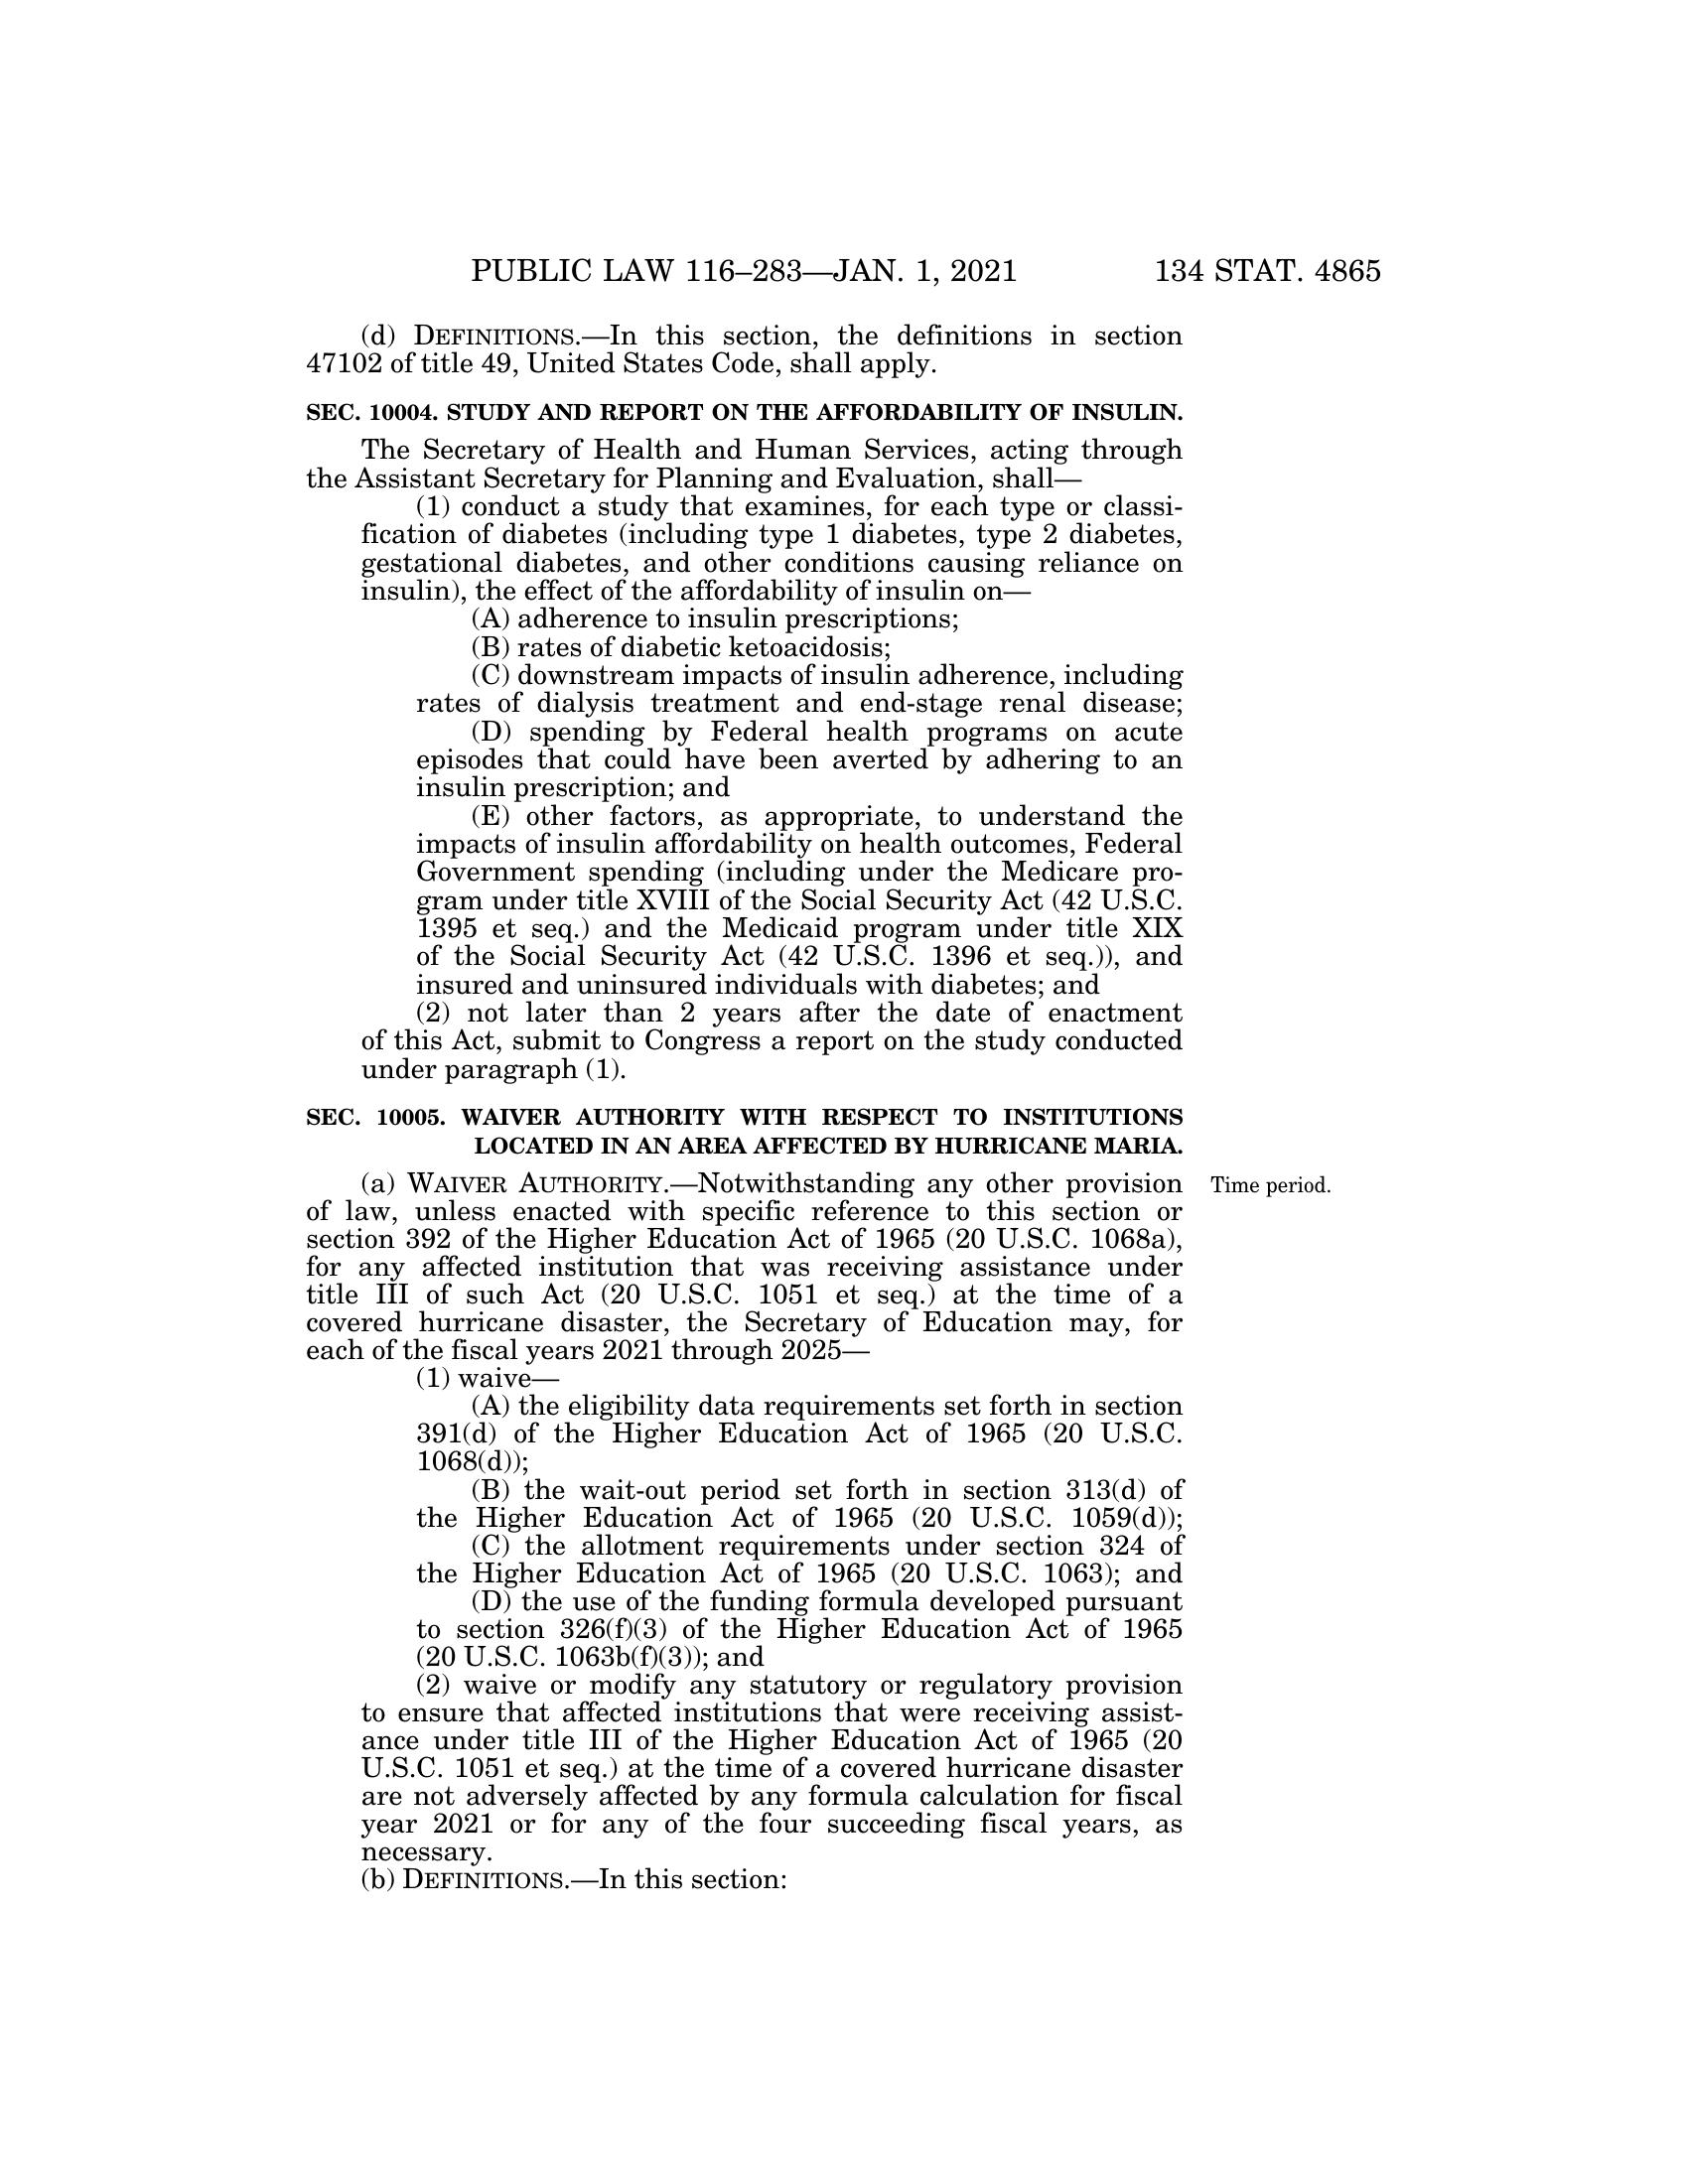 PUBLIC LAW 116–283—JAN. 1, 2021 134 STAT. 4865
(d) DEFINITIONS.—In this section, the definitions in section
47102 of title 49, United States Code, shall apply.
SEC. 10004. STUDY AND REPORT ON THE AFFORDABILITY OF INSULIN.
The Secretary of Health and Human Services, acting through
the Assistant Secretary for Planning and Evaluation, shall—
(1) conduct a study that examines, for each type or classi-
fication of diabetes (including type 1 diabetes, type 2 diabetes,
gestational diabetes, and other conditions causing reliance on
insulin), the effect of the affordability of insulin on—
(A) adherence to insulin prescriptions;
(B) rates of diabetic ketoacidosis;
(C) downstream impacts of insulin adherence, including
rates of dialysis treatment and end-stage renal disease;
(D) spending by Federal health programs on acute
episodes that could have been averted by adhering to an
insulin prescription; and
(E) other factors, as appropriate, to understand the
impacts of insulin affordability on health outcomes, Federal
Government spending (including under the Medicare pro-
gram under title XVIII of the Social Security Act (42 U.S.C.
1395 et seq.) and the Medicaid program under title XIX
of the Social Security Act (42 U.S.C. 1396 et seq.)), and
insured and uninsured individuals with diabetes; and
(2) not later than 2 years after the date of enactment
of this Act, submit to Congress a report on the study conducted
under paragraph (1).
SEC. 10005. WAIVER AUTHORITY WITH RESPECT TO INSTITUTIONS
LOCATED IN AN AREA AFFECTED BY HURRICANE MARIA.
(a) WAIVER AUTHORITY.—Notwithstanding any other provision Time period.
of law, unless enacted with specific reference to this section or
section 392 of the Higher Education Act of 1965 (20 U.S.C. 1068a),
for any affected institution that was receiving assistance under
title III of such Act (20 U.S.C. 1051 et seq.) at the time of a
covered hurricane disaster, the Secretary of Education may, for
each of the fiscal years 2021 through 2025—
(1) waive—
(A) the eligibility data requirements set forth in section
391(d) of the Higher Education Act of 1965 (20 U.S.C.
1068(d));
(B) the wait-out period set forth in section 313(d) of
the Higher Education Act of 1965 (20 U.S.C. 1059(d));
(C) the allotment requirements under section 324 of
the Higher Education Act of 1965 (20 U.S.C. 1063); and
(D) the use of the funding formula developed pursuant
to section 326(f)(3) of the Higher Education Act of 1965
(20 U.S.C. 1063b(f)(3)); and
(2) waive or modify any statutory or regulatory provision
to ensure that affected institutions that were receiving assist-
ance under title III of the Higher Education Act of 1965 (20
U.S.C. 1051 et seq.) at the time of a covered hurricane disaster
are not adversely affected by any formula calculation for fiscal
year 2021 or for any of the four succeeding fiscal years, as
necessary.
(b) DEFINITIONS.—In this section: